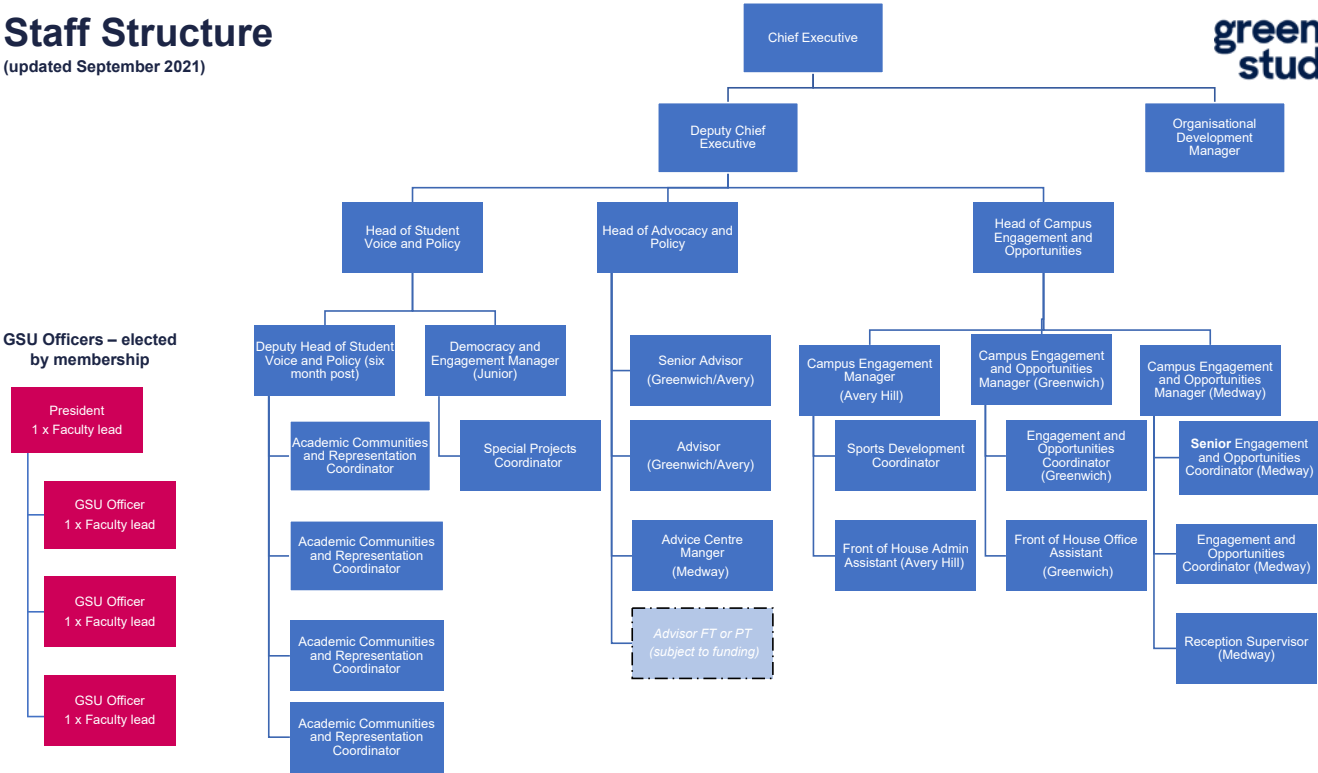 Staff Structure
(updated September 2021)
green
stud
Chief Executive
Deputy Chief
Executive
Organisational
Development
Manager
Head of Student
Voice and Policy
Head of Advocacy and
Policy
Head of Campus
Engagement and
Opportunities
GSU Officers – elected
by membership
President
1 x Faculty lead
GSU Officer
1 x Faculty lead
GSU Officer
1 x Faculty lead
GSU Officer
1 x Faculty lead
Deputy Head of Student
Voice and Policy (six
month post)
Academic Communities
and Representation
Coordinator
Academic Communities
and Representation
Coordinator
Academic Communities
and Representation
Coordinator
Academic Communities
and Representation
Coordinator
Democracy and
Engagement Manager
(Junior)
Special Projects
Coordinator
Senior Advisor
(Greenwich/Avery)
Advisor
(Greenwich/Avery)
Advice Centre
Manger
(Medway)
Advisor FT or PT
(subject to funding)
Campus Engagement
Manager
(Avery Hill)
Sports Development
Coordinator
Front of House Admin
Assistant (Avery Hill)
Campus Engagement
and Opportunities
Manager (Greenwich)
Engagement and
Opportunities
Coordinator
(Greenwich)
Front of House Office
Assistant
(Greenwich)
Campus Engagement
and Opportunities
Manager (Medway)
Senior Engagement
and Opportunities
Coordinator (Medway)
Engagement and
Opportunities
Coordinator (Medway)
Reception Supervisor
(Medway)